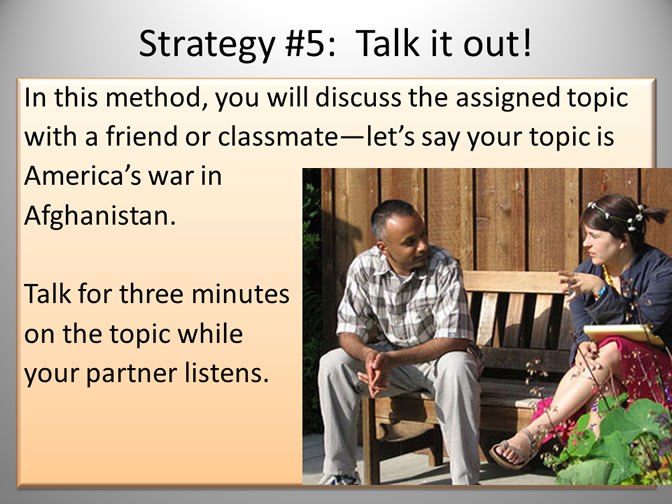 Strategy #5:  Talk it out!
In this method, you will discuss the assigned topic
with a friend or classmate—let’s say your topic is
America’s war in
Afghanistan.
Talk for three minutes
on the topic while
your partner listens.